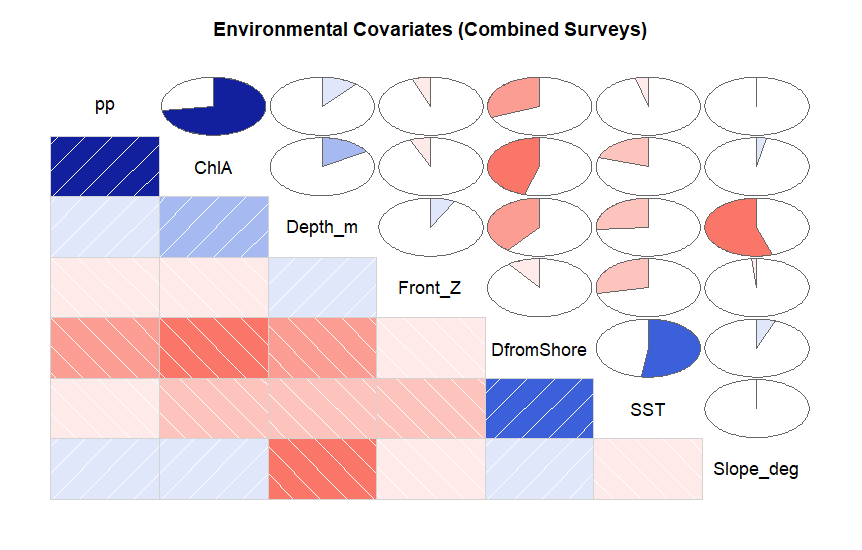 Environmental Covariates (Combined Surveys)
pp
ChlA
Depth_m
Front_Z
DfromShore
SST
Slope_deg